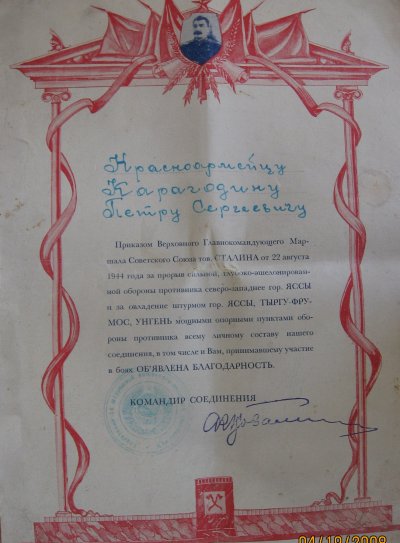 Красноармейцу
Карагодину
Петру Сергеевичу
Приказом Верховного Главнокомандующего Мар-
шала Советского Союза тов. СТАЛИНА от 22 августа
1944 года за прорыв сильной, глубоко-эшелонирован-
ной обороны противника северо-западнее гор. ЯССЫ
и за овладение штурмом гор. ЯССЫ, ТЫРГУ-ФРУ-
МОС, УНГЕНЬ мощными опорными пунктами обо-
роны противника всему личному составу нашего
соединения, в том числе и Вам, принимавшему участие
в боях ОБ'ЯВЛЕНА БЛАГОДАРНОСТЬ.
КОМАНДИР СОЕДИНЕНИЯ
04/18/2008